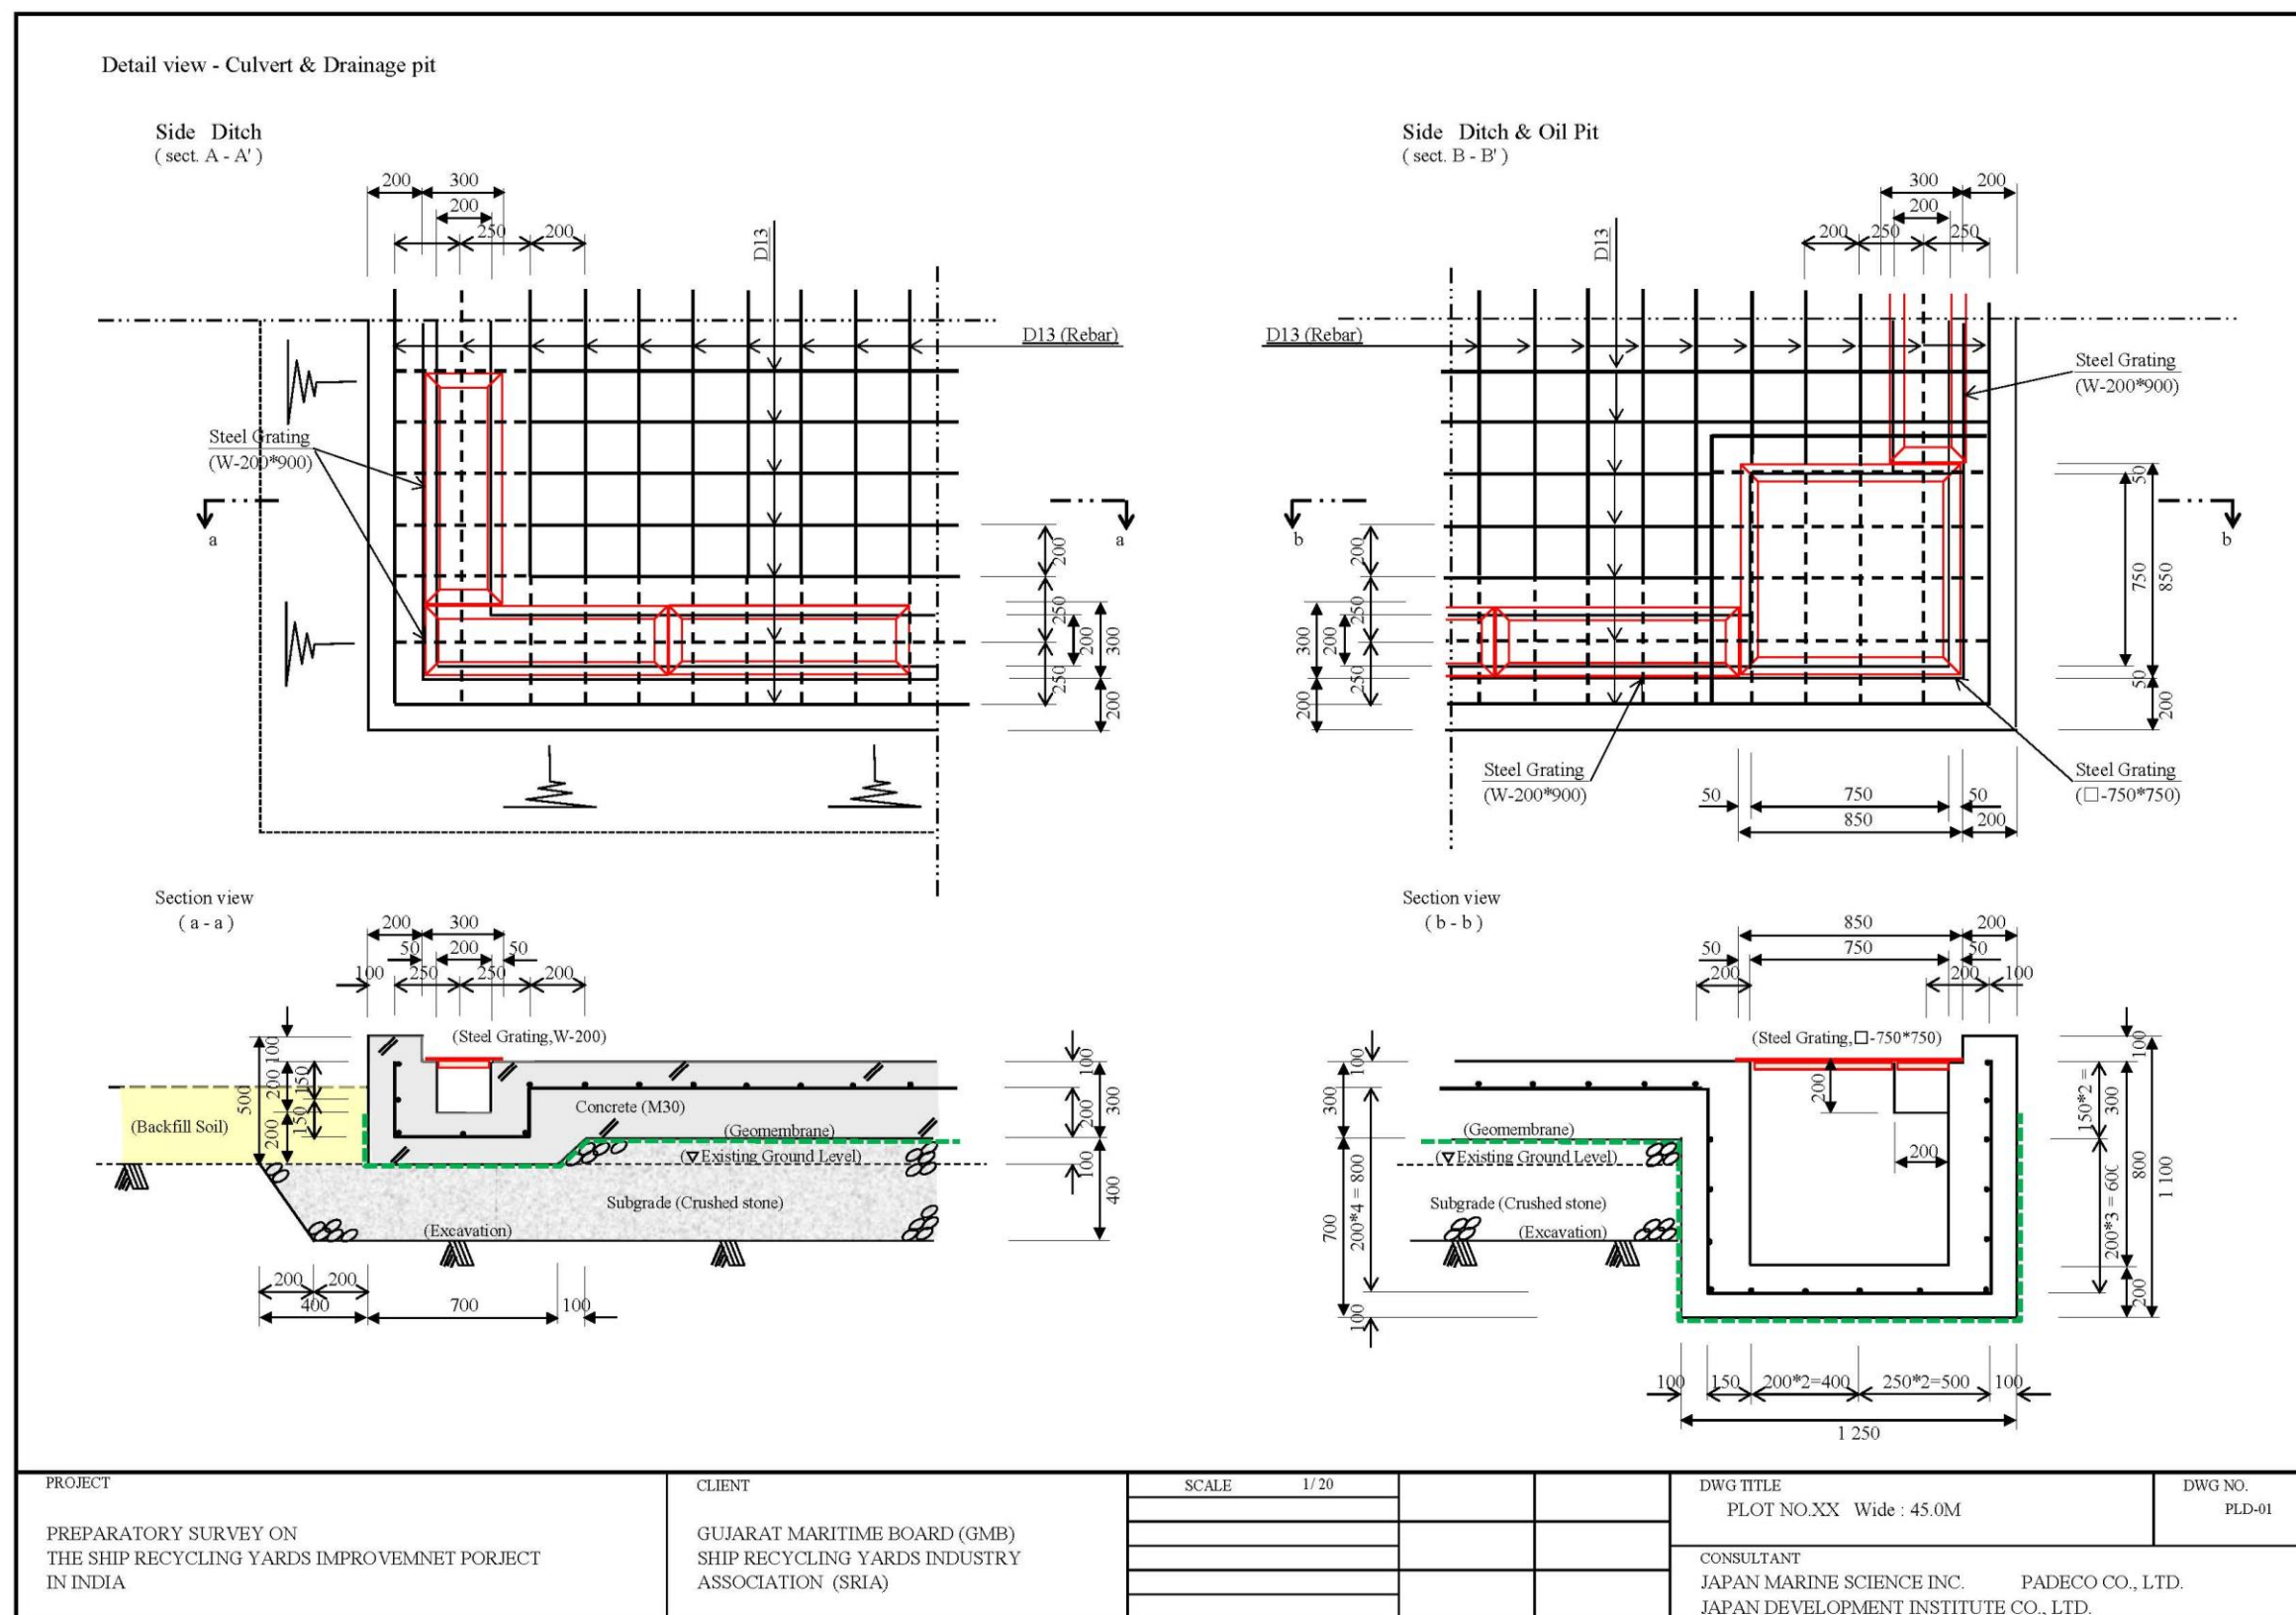 Detail view - Culvert & Drainage pit
Side Ditch
( sect. A - A' )
200 300
200
250 200
D13
D13 (Rebar)
Steel Grating
(W-200*900)
a
a
200
250
250
200
300
200
Side Ditch & Oil Pit
( sect. B - B' )
300 200
200
200 250 250
D13
D13 (Rebar)
Steel Grating
(W-200*900)
b
b
200
250
250
300
200
200
50
750
850
50
200
Steel Grating
(W-200*900)
Steel Grating
(□-750*750)
50 750 50
850 200
Section view
( a - a )
200 300
50 200 50
100 250 250 200
(Steel Grating,W-200)
500
100
200
150
150
200
(Backfill Soil)
Concrete (M30)
(Geomembrane)
(▽Existing Ground Level)
Subgrade (Crushed stone)
(Excavation)
100
300
200
100
400
200 200
400 700 100
Section view
( b - b )
850 200
50 750 50
200 200 100
(Steel Grating,□-750*750)
100
300
200*4 = 800
700
100
(Geomembrane)
(▽Existing Ground Level)
Subgrade (Crushed stone)
(Excavation)
200
200
100
150*2 =
300
200*3 = 600
800
1 100
200
100 150 200*2=400 250*2=500 100
1 250
PROJECT
PREPARATORY SURVEY ON
THE SHIP RECYCLING YARDS IMPROVEMNET PORJECT
IN INDIA
CLIENT
GUJARAT MARITIME BOARD (GMB)
SHIP RECYCLING YARDS INDUSTRY
ASSOCIATION (SRIA)
SCALE 1/ 20
DWG TITLE
PLOT NO.XX Wide : 45.0M
DWG NO.
PLD-01
CONSULTANT
JAPAN MARINE SCIENCE INC. PADECO CO., LTD.
JAPAN DEVELOPMENT INSTITUTE CO., LTD.